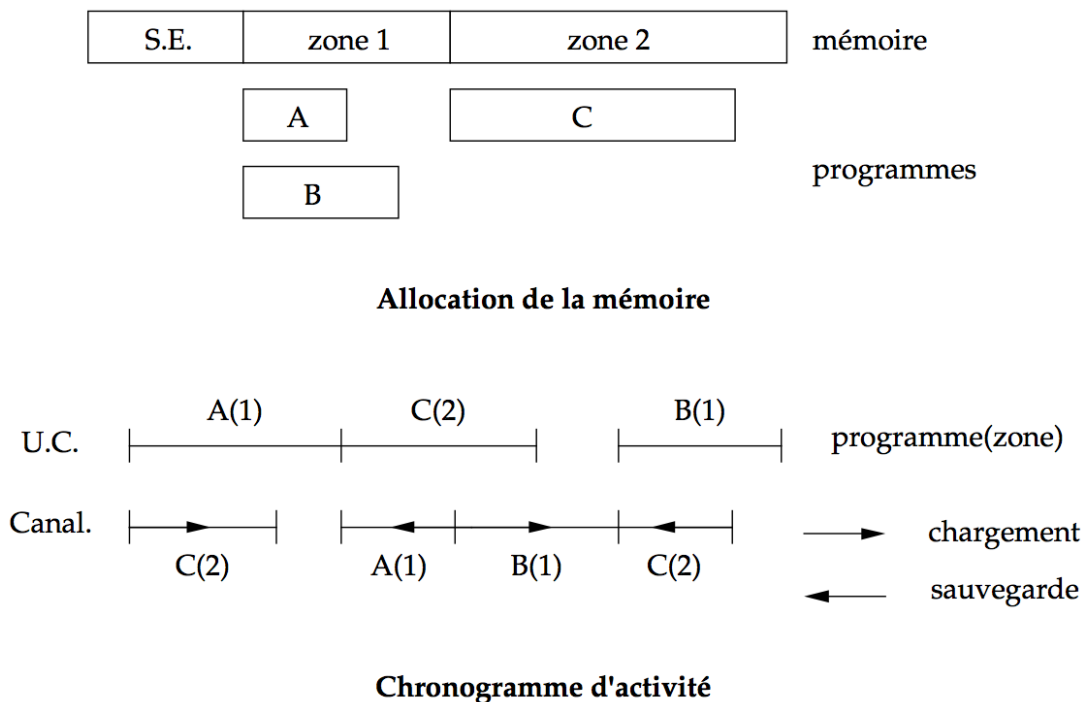 S.E. zone 1 zone 2 mémoire
A C
programmes
B
Allocation de la mémoire
A(1) C(2) B(1)
U.C. programme(zone)
Canal. chargement
C(2) A(1) B(1) C(2)
sauvegarde
Chronogramme d'activité